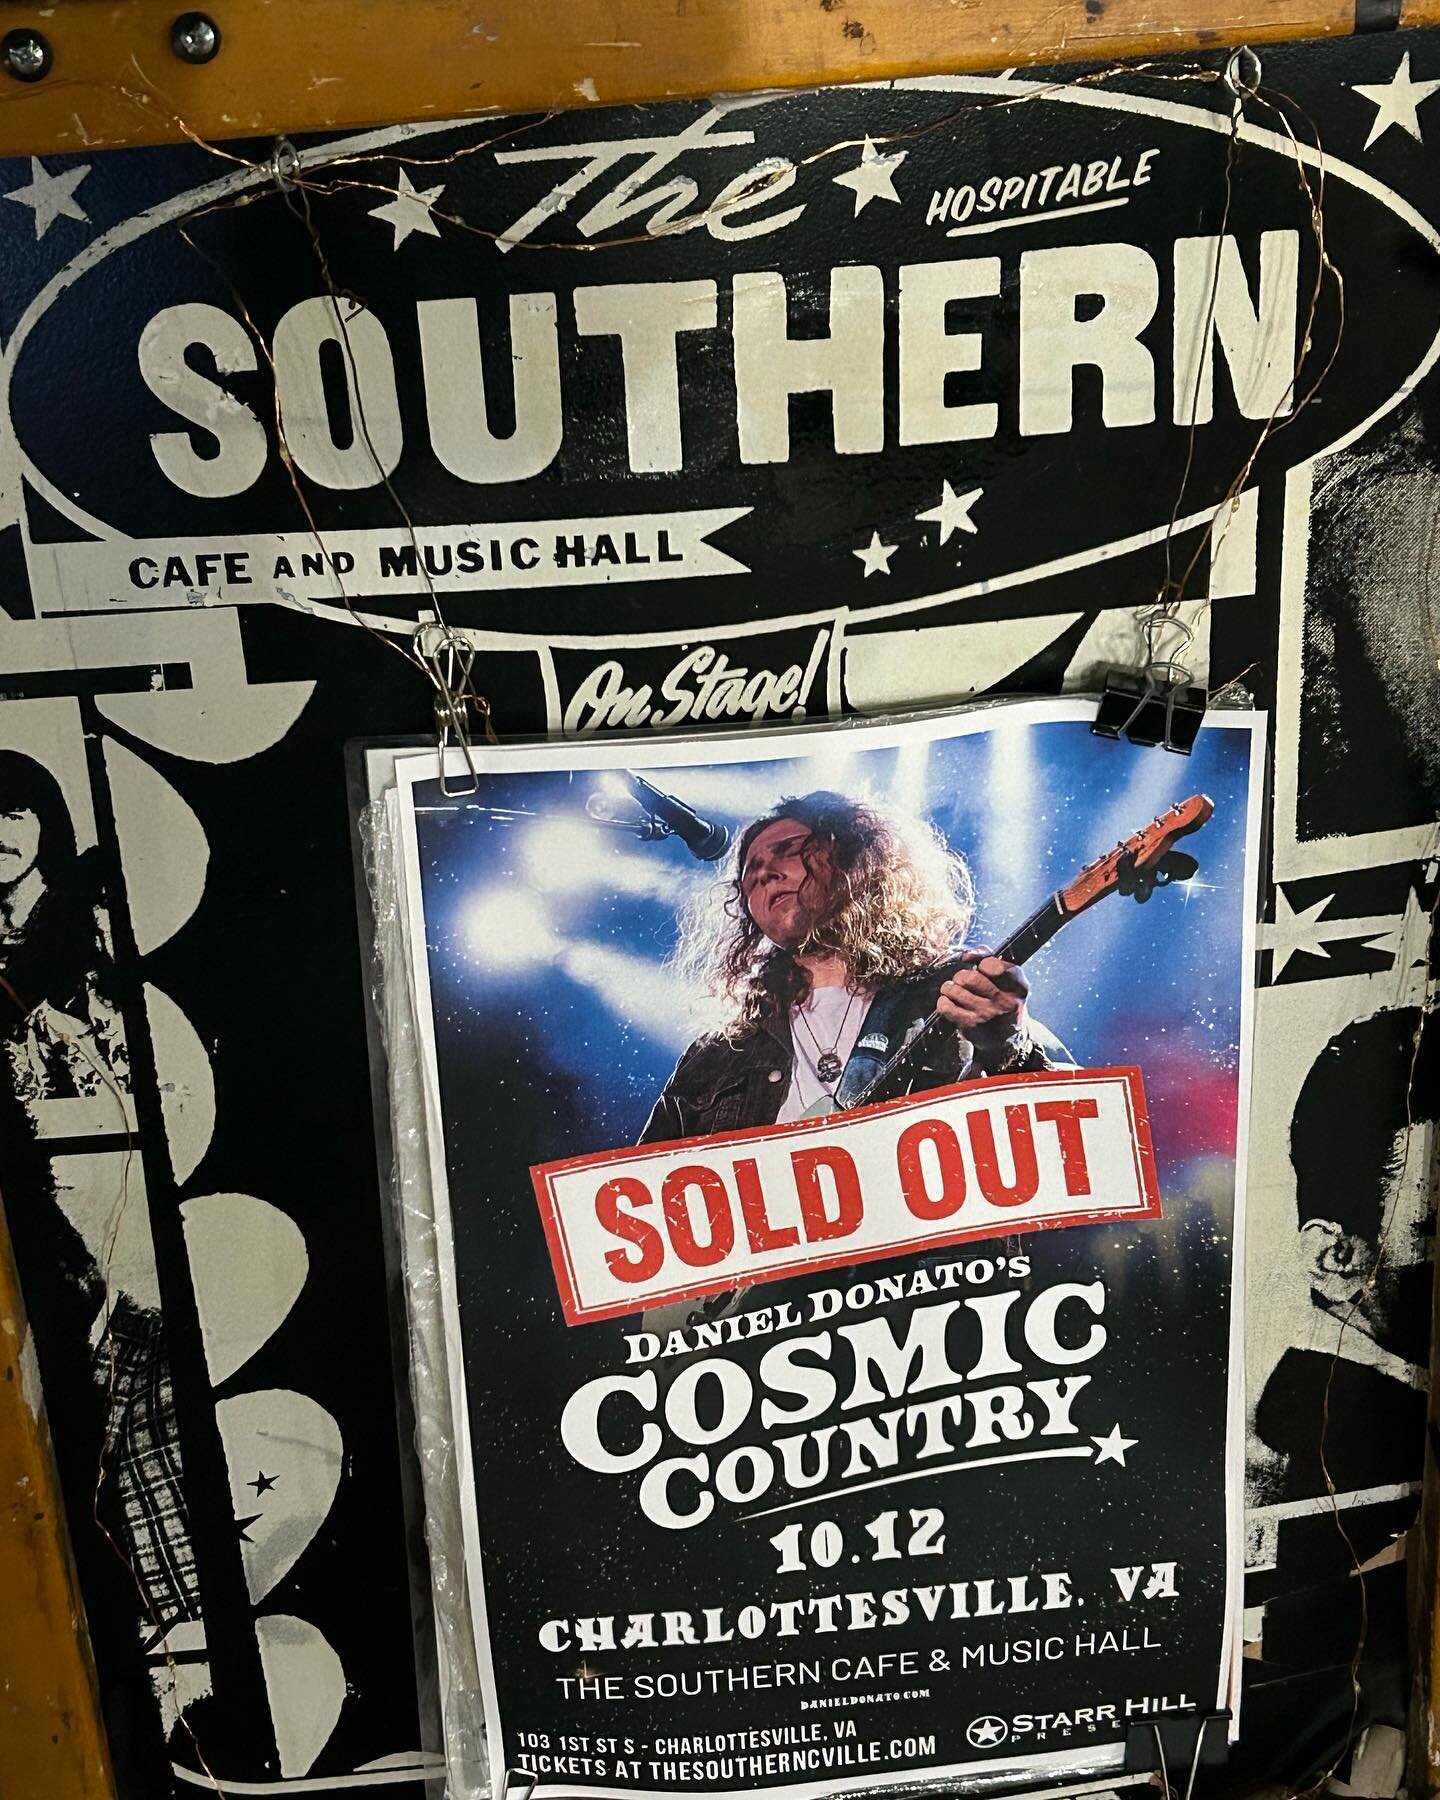 The
HOSPITABLE
SOUTHERN
CAFE AND MUSIC HALL
On Stage!
SOLD OUT
DANIEL DONATO'S
COSMIC
COUNTRY
10.12
CHARLOTTESVILLE, VA
THE SOUTHERN CAFE & MUSIC HALL
DANIELDONATO.COM
103 1ST ST S - CHARLOTTESVILLE, VA
TICKETS AT THESOUTHERNCVILLE.COM
STARR HILL